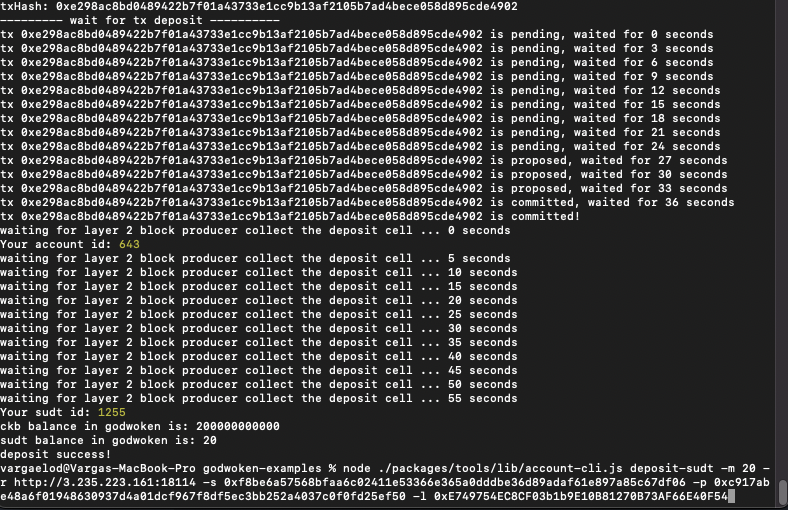 txHash: 0xe298ac8bd0489422b7f01a43733e1cc9b13af2105b7ad4bece058d895cde4902
--------- wait for tx deposit ----------
tx 0xe298ac8bd0489422b7f01a43733e1cc9b13af2105b7ad4bece058d895cde4902 is pending, waited for 0 seconds
tx 0xe298ac8bd0489422b7f01a43733e1cc9b13af2105b7ad4bece058d895cde4902 is pending, waited for 3 seconds
tx 0xe298ac8bd0489422b7f01a43733e1cc9b13af2105b7ad4bece058d895cde4902 is pending, waited for 6 seconds
tx 0xe298ac8bd0489422b7f01a43733e1cc9b13af2105b7ad4bece058d895cde4902 is pending, waited for 9 seconds
tx 0xe298ac8bd0489422b7f01a43733e1cc9b13af2105b7ad4bece058d895cde4902 is pending, waited for 12 seconds
tx 0xe298ac8bd0489422b7f01a43733e1cc9b13af2105b7ad4bece058d895cde4902 is pending, waited for 15 seconds
tx 0xe298ac8bd0489422b7f01a43733e1cc9b13af2105b7ad4bece058d895cde4902 is pending, waited for 18 seconds
tx 0xe298ac8bd0489422b7f01a43733e1cc9b13af2105b7ad4bece058d895cde4902 is pending, waited for 21 seconds
tx 0xe298ac8bd0489422b7f01a43733e1cc9b13af2105b7ad4bece058d895cde4902 is pending, waited for 24 seconds
tx 0xe298ac8bd0489422b7f01a43733e1cc9b13af2105b7ad4bece058d895cde4902 is proposed, waited for 27 seconds
tx 0xe298ac8bd0489422b7f01a43733e1cc9b13af2105b7ad4bece058d895cde4902 is proposed, waited for 30 seconds
tx 0xe298ac8bd0489422b7f01a43733e1cc9b13af2105b7ad4bece058d895cde4902 is proposed, waited for 33 seconds
tx 0xe298ac8bd0489422b7f01a43733e1cc9b13af2105b7ad4bece058d895cde4902 is committed, waited for 36 seconds
tx 0xe298ac8bd0489422b7f01a43733e1cc9b13af2105b7ad4bece058d895cde4902 is committed!
waiting for layer 2 block producer collect the deposit cell ... 0 seconds
Your account id: 643
waiting for layer 2 block producer collect the deposit cell ... 5 seconds
waiting for layer 2 block producer collect the deposit cell ... 10 seconds
waiting for layer 2 block producer collect the deposit cell ... 15 seconds
waiting for layer 2 block producer collect the deposit cell ... 20 seconds
waiting for layer 2 block producer collect the deposit cell ... 25 seconds
waiting for layer 2 block producer collect the deposit cell ... 30 seconds
waiting for layer 2 block producer collect the deposit cell ... 35 seconds
waiting for layer 2 block producer collect the deposit cell ... 40 seconds
waiting for layer 2 block producer collect the deposit cell ... 45 seconds
waiting for layer 2 block producer collect the deposit cell ... 50 seconds
waiting for layer 2 block producer collect the deposit cell ... 55 seconds
Your sudt id: 1255
ckb balance in godwoken is: 200000000000
sudt balance in godwoken is: 20
deposit success!
vargaelod@Vargas-MacBook-Pro godwoken-examples % node ./packages/tools/lib/account-cli.js deposit-sudt -m 20 -
r http://3.235.223.161:18114 -s 0xf8be6a57568bfaa6c02411e53366e365a0dddbe36d89adaf61e897a85c67df06 -p 0xc917ab
e48a6f01948630937d4a01dcf967f8df5ec3bb252a4037c0f0fd25ef50 -l 0xE749754EC8CF03b1b9E10B81270B73AF66E40F54